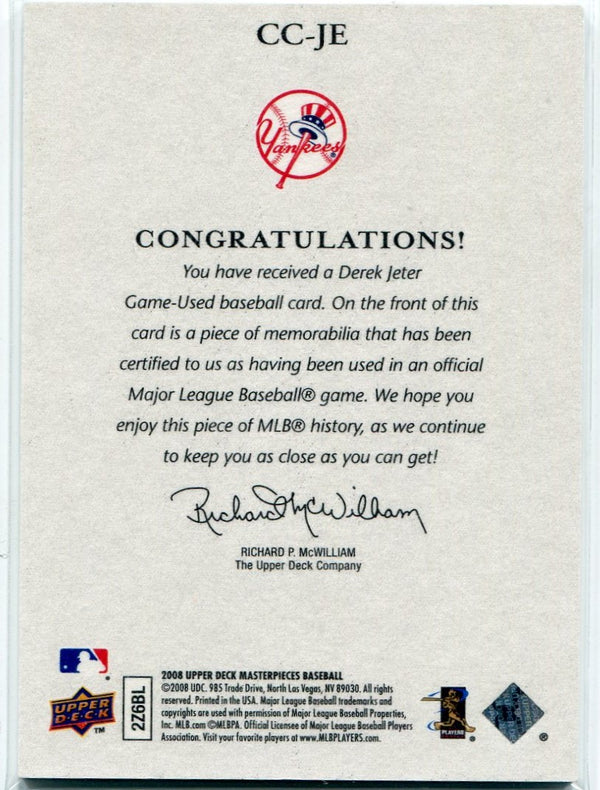 CC-JE
Yankees
CONGRATULATIONS!
You have received a Derek Jeter
Game-Used baseball card. On the front of this
card is a piece of memorabilia that has been
certified to us as having been used in an official
Major League Baseball® game. We hope you
enjoy this piece of MLB® history, as we continue
to keep you as close as you can get!
Richard P. McWilliam
RICHARD P. McWILLIAM
The Upper Deck Company
2008 UPPER DECK MASTERPIECES BASEBALL
©2008 UDC. 985 Trade Drive, North Las Vegas, NV 89030. All rights
reserved. Printed in the USA. Major League Baseball trademarks and
copyrights are used with permission of Major League Baseball Properties,
Inc. MLB.com ©MLBPA. Official Licensee of Major League Baseball Players
Association. Visit your favorite players at www.MLBPLAYERS.com.
UPPER
DECK
TM
2Z6BL
PLAYERS
®